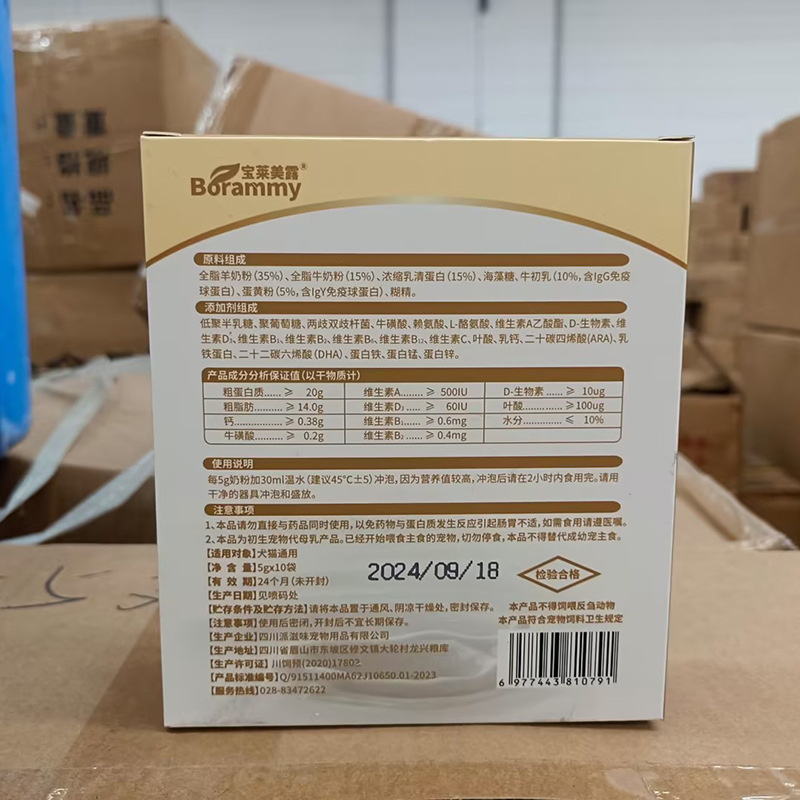 宝莱美露®
Borammy
原料组成
全脂羊奶粉(35%)、全脂牛奶粉(15%)、浓缩乳清蛋白(15%)、海藻糖、牛初乳(10%,含IgG免疫
球蛋白)、蛋黄粉(5%,含IgY免疫球蛋白)、糊精。
添加剂组成
低聚半乳糖、聚葡萄糖、两歧双歧杆菌、牛磺酸、赖氨酸、L-酪氨酸、维生素A乙酸酯、D-生物素、维
生素D₃、维生素B₁、维生素B₂、维生素B₆、维生素B₁₂、维生素C、叶酸、乳钙、二十碳四烯酸(ARA)、乳
铁蛋白、二十二碳六烯酸(DHA)、蛋白铁、蛋白锰、蛋白锌。
产品成分分析保证值(以干物质计)
粗蛋白质......≥ 20g 维生素A........≥ 500IU D-生物素......≥ 10ug
粗脂肪........≥ 14.0g 维生素D₃......≥ 60IU 叶酸............≥100ug
钙..............≥ 0.38g 维生素B₁......≥ 0.6mg 水分............≤ 10%
牛磺酸........≥ 0.2g 维生素B₂......≥ 0.4mg
使用说明
每5g奶粉加30ml温水(建议45℃±5)冲泡,因为营养值较高,冲泡后请在2小时内食用完。请用
干净的器具冲泡和盛放。
注意事项
1、本品请勿直接与药品同时使用,以免药物与蛋白质发生反应引起肠胃不适,如需食用请遵医嘱。
2、本品为初生宠物代母乳产品。已经开始喂食主食的宠物,切勿停食,本品不得替代成幼宠主食。
【适用对象】犬猫通用
【净 含 量】5gx10袋
【有 效 期】24个月(未开封)
2024/09/18
检验合格
【生产日期】见喷码处
【贮存条件及贮存方法】请将本品置于通风、阴凉干燥处,密封保存。
本产品不得饲喂反刍动物
【注意事项】使用后密闭,开封后不宜长期保存。
本产品符合宠物饲料卫生规定
【生产企业】四川派滋味宠物用品有限公司
【生产地址】四川省眉山市东坡区修文镇大轮村龙兴粮库
【生产许可证】川饲预(2020)17802
【产品标准编号】Q/91511400MA62J10650.01-2023
【服务热线】028-83472622
6 977443 810791